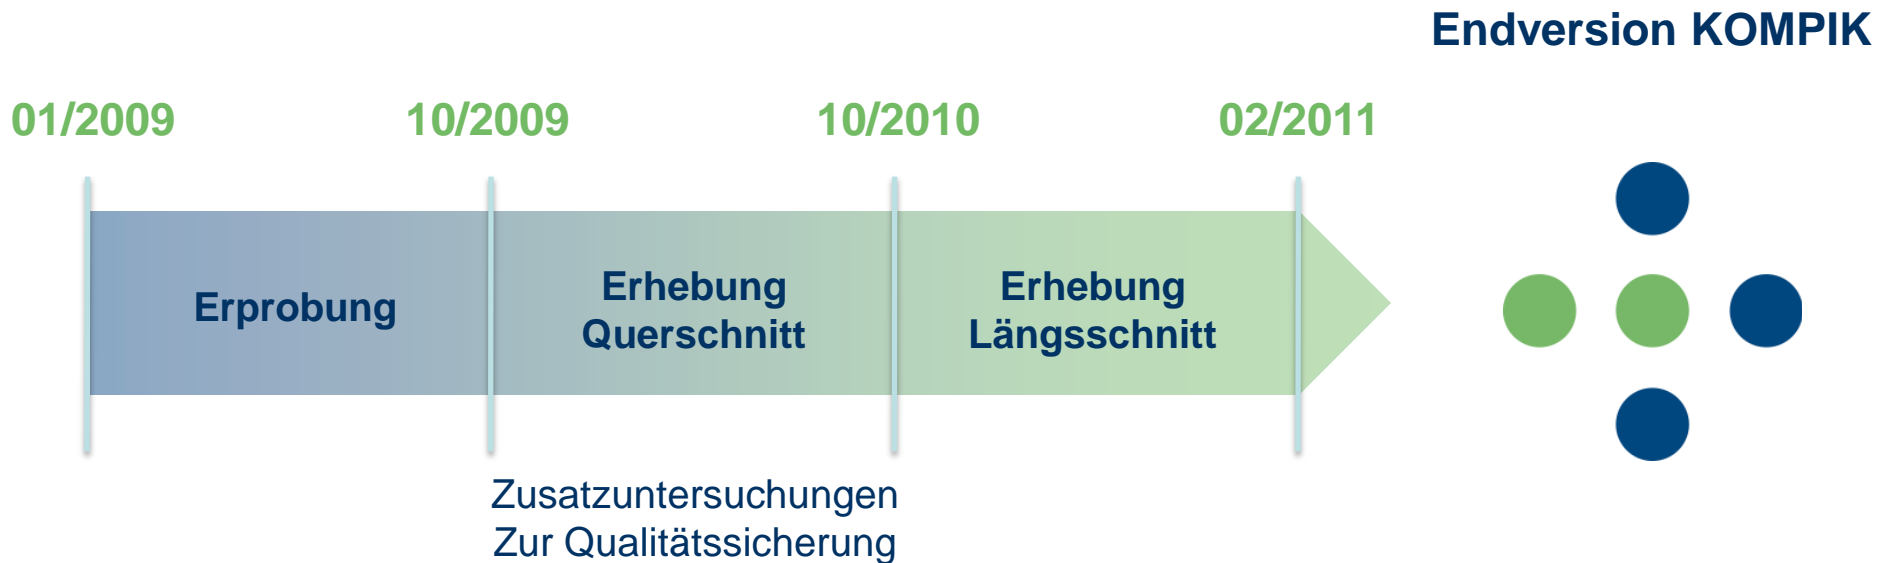 Endversion KOMPIK
01/2009
10/2009
10/2010
02/2011
Erprobung
Erhebung
Querschnitt
Erhebung
Längsschnitt
Zusatzuntersuchungen
Zur Qualitätssicherung